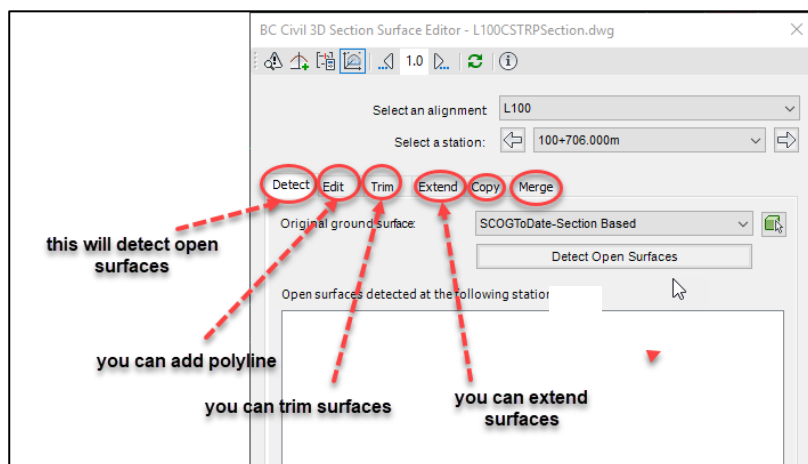 BC Civil 3D Section Surface Editor - L100CSTRPSection.dwg
1.0
Select an alignment L100
Select a station: 100+706.000m
Detect Edit Trim Extend Copy Merge
Original ground surface: SCOGToDate-Section Based
Detect Open Surfaces
this will detect open
surfaces
Open surfaces detected at the following station
you can add polyline
you can trim surfaces
you can extend
surfaces